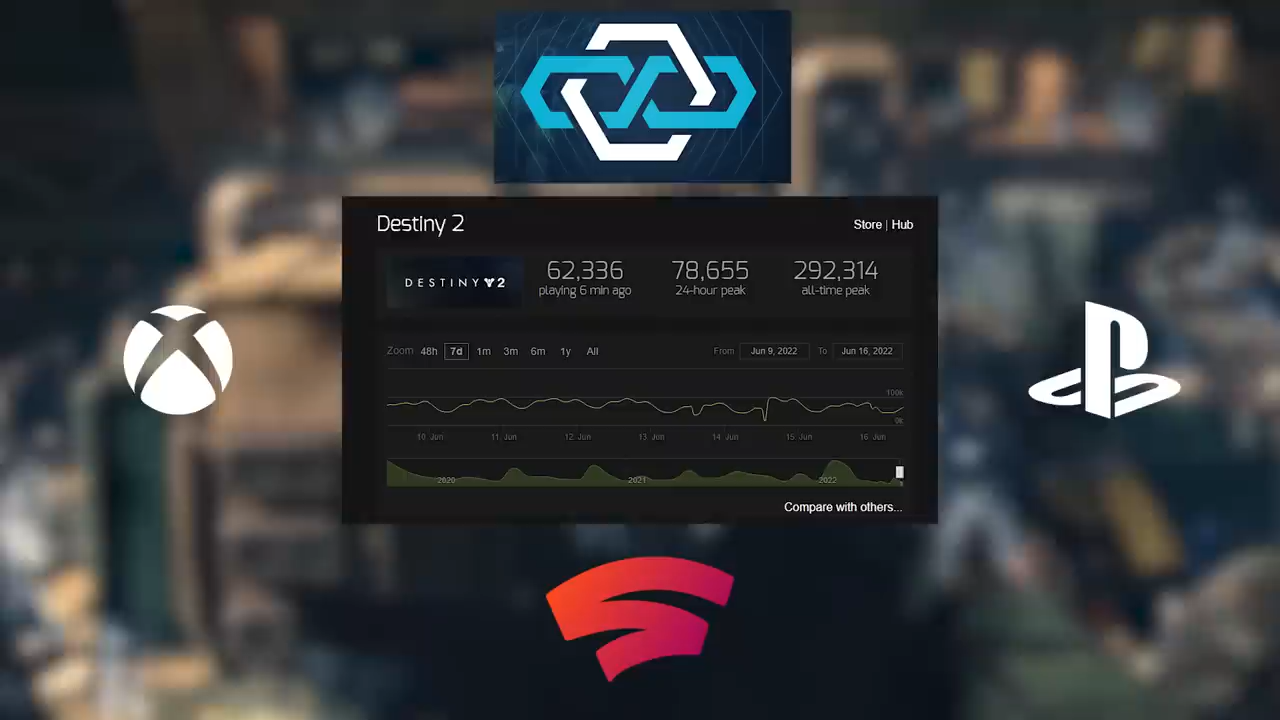 Destiny 2
Store | Hub
DESTINY 2
62,336
playing 6 min ago
78,655
24-hour peak
292,314
all-time peak
Zoom 48h 7d 1m 3m 6m 1y All
From Jun 9, 2022 To Jun 16, 2022
100k
0k
10. Jun 11. Jun 12. Jun 13. Jun 14. Jun 15. Jun 16. Jun
2020 2021 2022
Compare with others...